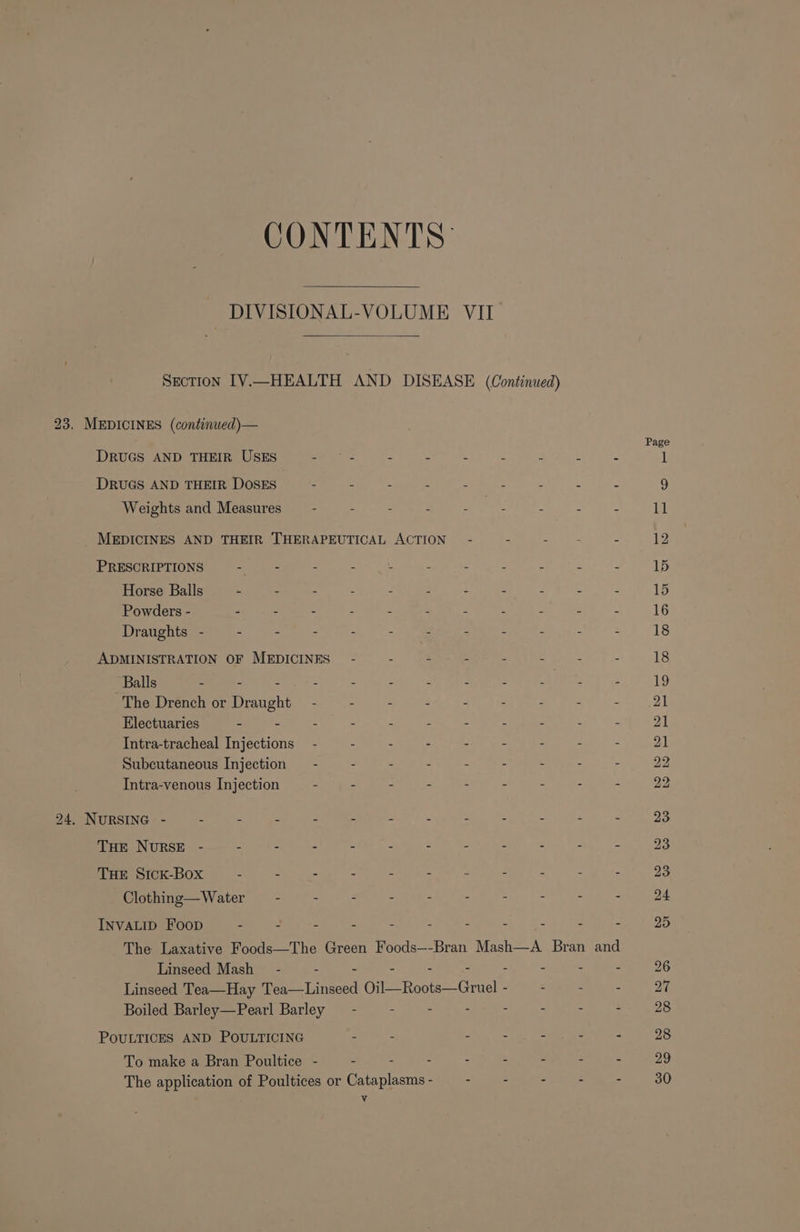 CONTENTS
DIVISIONAL-VOLUME VII
SECTION IV.—HEALTH AND DISEASE (Continued)
23. MEDICINES (continued)—
Page
DRUGS AND THEIR USES - - - - - - - - - 1
DRUGS AND THEIR DOSES - - - - - - - - - 9
Weights and Measures - - - - - - - - - 11
MEDICINES AND THEIR THERAPEUTICAL ACTION - - - - - 12
PRESCRIPTIONS - - - - - - - - - - - 15
Horse Balls - - - - - - - - - - - 15
Powders - - - - - - - - - - - - 16
Draughts - - - - - - - - - - - - 18
ADMINISTRATION OF MEDICINES - - - - - - - - 18
Balls - - - - - - - - - - - - 19
The Drench or Draught - - - - - - - - - 21
Electuaries - - - - - - - - - - - 21
Intra-tracheal Injections - - - - - - - - - 21
Subcutaneous Injection - - - - - - - - - 22
Intra-venous Injection - - - - - - - - - 22
24. NURSING - - - - - - - - - - - - - 23
THE NURSE - - - - - - - - - - - - 23
THE SICK-BOX - - - - - - - - - - - 23
Clothing—Water - - - - - - - - - - 24
INVALID FOOD - - - - - - - - - - - 25
The Laxative Foods—The Green Foods—Bran Mash—A Bran and
Linseed Mash - - - - - - - - - - 26
Linseed Tea—Hay Tea—Linseed Oil—Roots—Gruel - - - - 27
Boiled Barley—Pearl Barley - - - - - - - - 28
POULTICES AND POULTICING - - - - - - - 28
To make a Bran Poultice - - - - - - - - - 29
The application of Poultices or Cataplasms - - - - - - 30
v